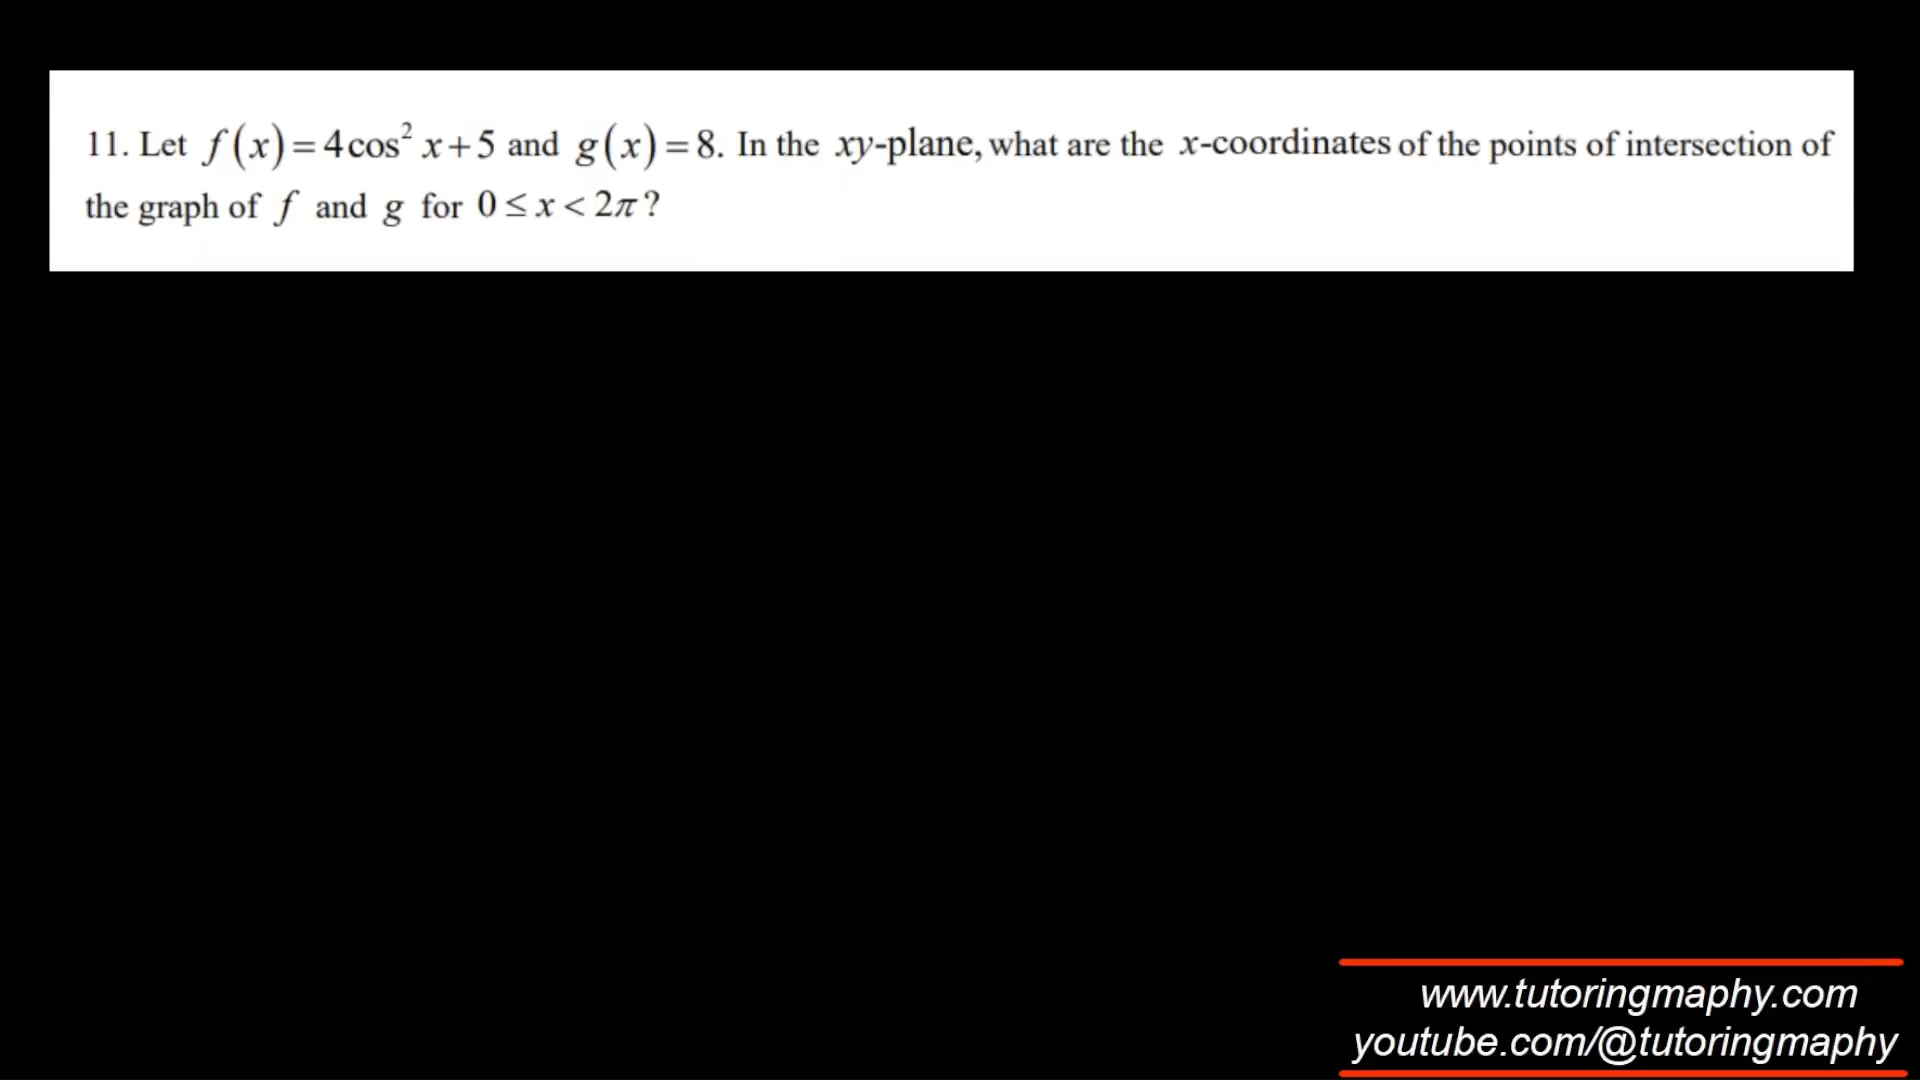 11. Let f(x)=4cos² x+5 and g(x)=8. In the xy-plane, what are the x-coordinates of the points of intersection of
the graph of f and g for 0≤x<2π?
www.tutoringmaphy.com
youtube.com/@tutoringmaphy